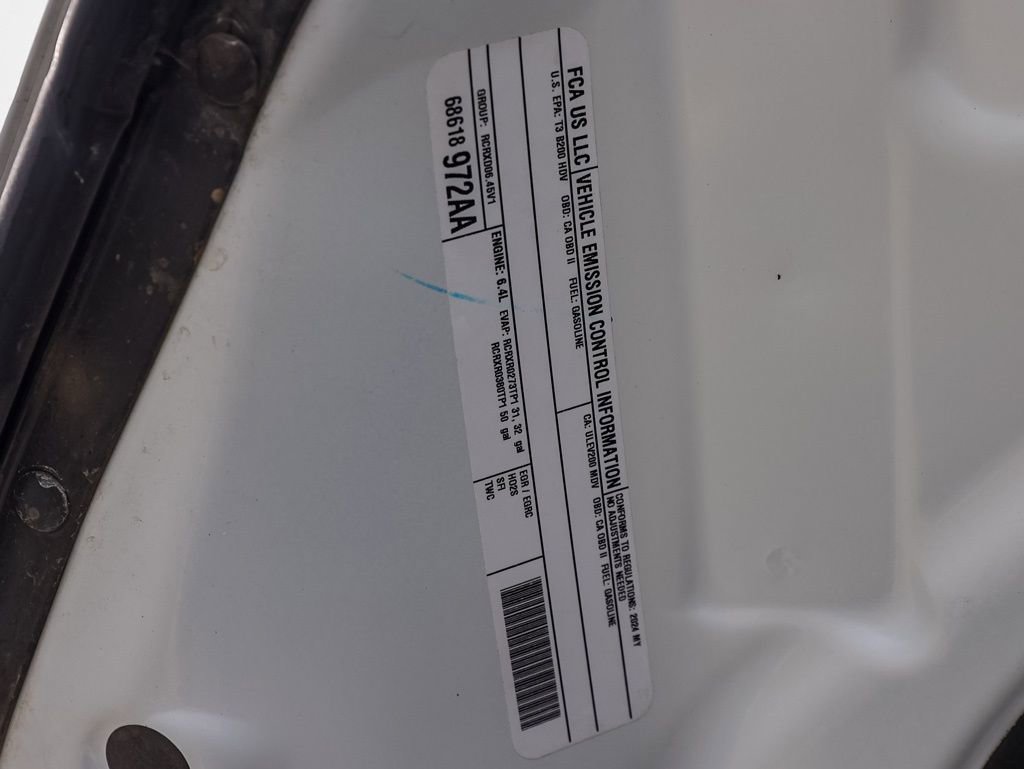 FCA US LLC
VEHICLE EMISSION CONTROL INFORMATION
CONFORMS TO REGULATIONS: 2024 MY
NO ADJUSTMENTS NEEDED
U.S. EPA: T3 B200 HDV OBD: CA OBD II FUEL: GASOLINE
CA: ULEV200 MDV OBD: CA OBD II FUEL: GASOLINE
GROUP: RCRXD06.45V1
68618 972AA
ENGINE: 6.4L EVAP: RCRXR0273TP1 31, 32 gal
RCRXR0380TP1 50 gal
EGR / EGRC
HO2S
SFI
TWC